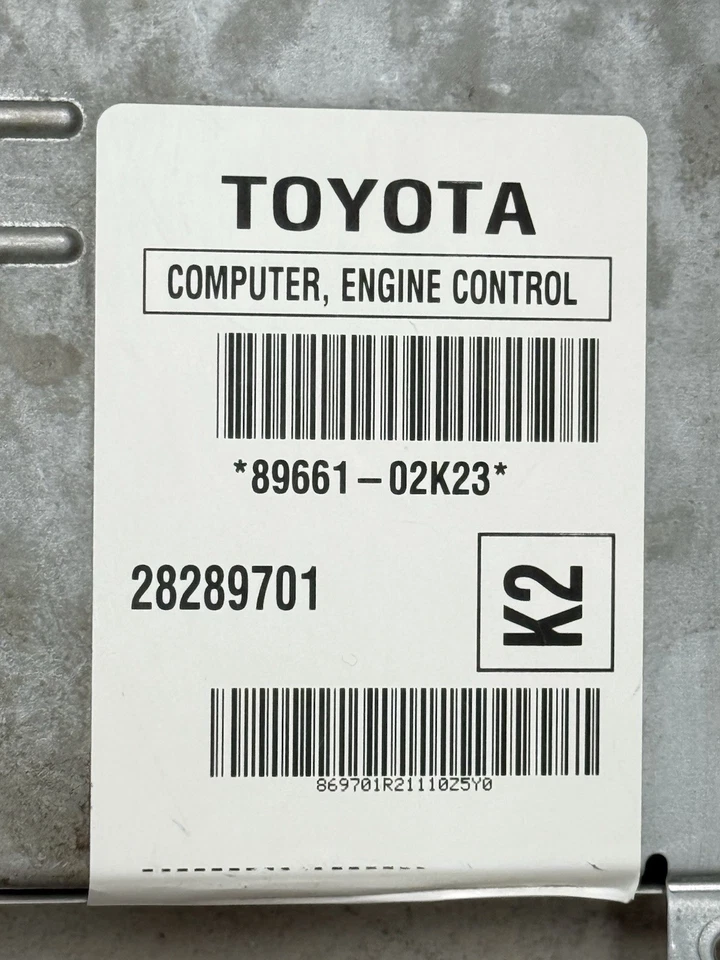 TOYOTA
COMPUTER, ENGINE CONTROL
*89661-02K23*
28289701
K2
869701R21110Z5Y0